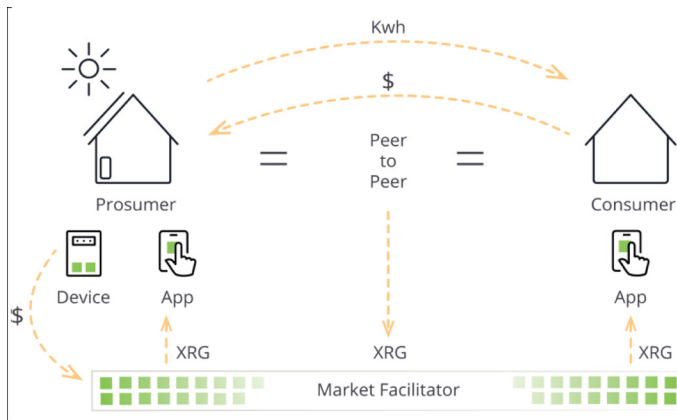 Kwh
$
Peer
to
Peer
=
=
Prosumer
Consumer
Device
App
App
$
XRG
XRG
XRG
Market Facilitator